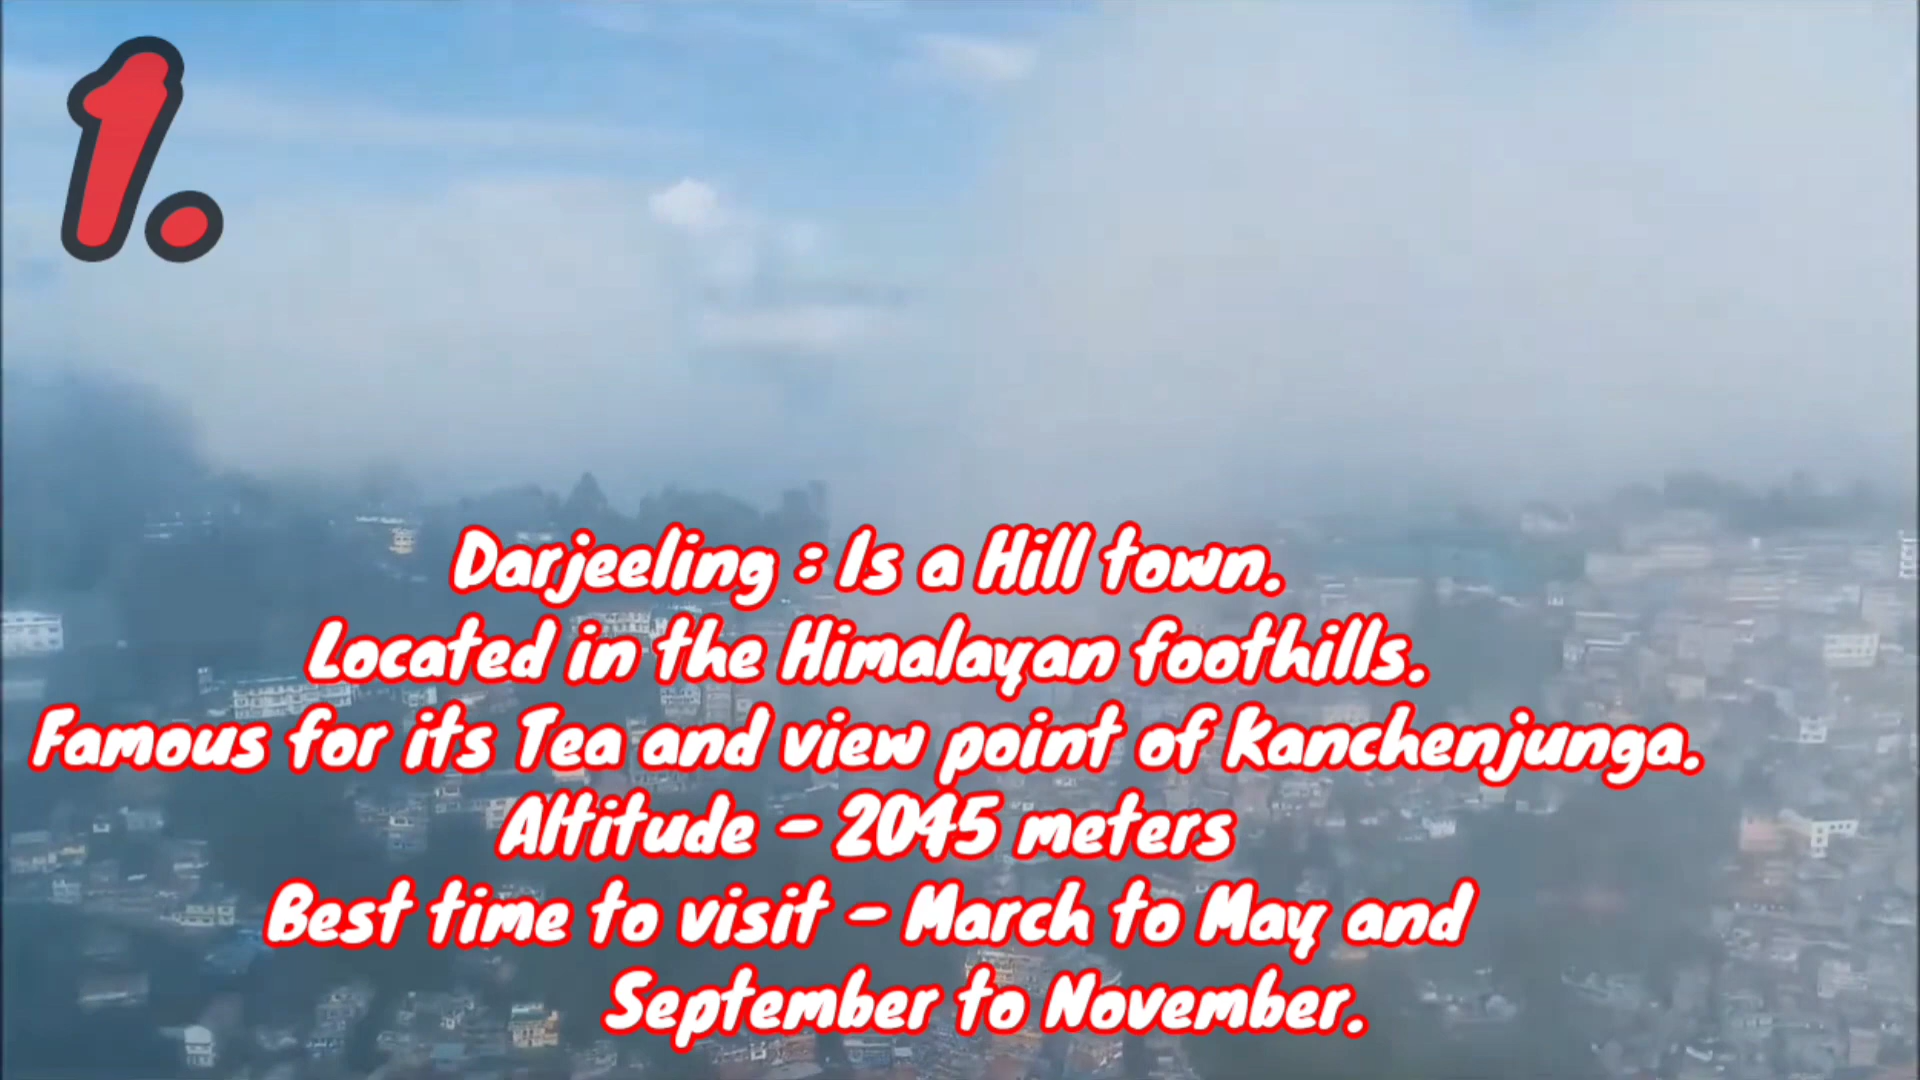 1.
Darjeeling : Is a Hill town.
Located in the Himalayan foothills.
Famous for its Tea and view point of Kanchenjunga.
Altitude - 2045 meters
Best time to visit - March to May and
September to November.